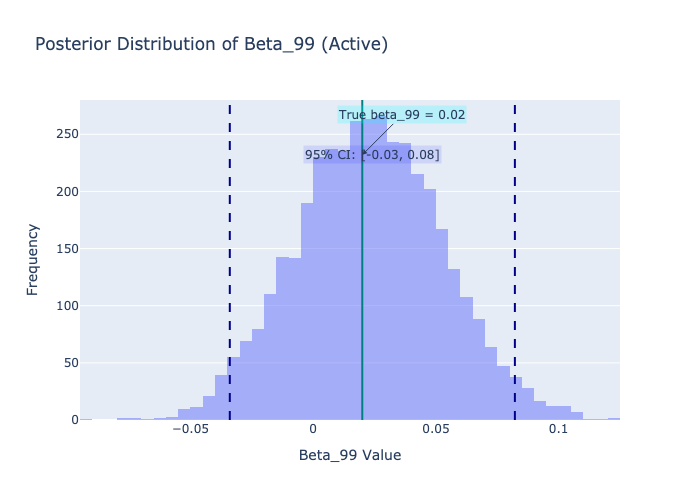 Posterior Distribution of Beta_99 (Active)
True beta_99 = 0.02
95% CI: [-0.03, 0.08]
250
200
150
100
50
0
Frequency
−0.05
0
0.05
0.1
Beta_99 Value